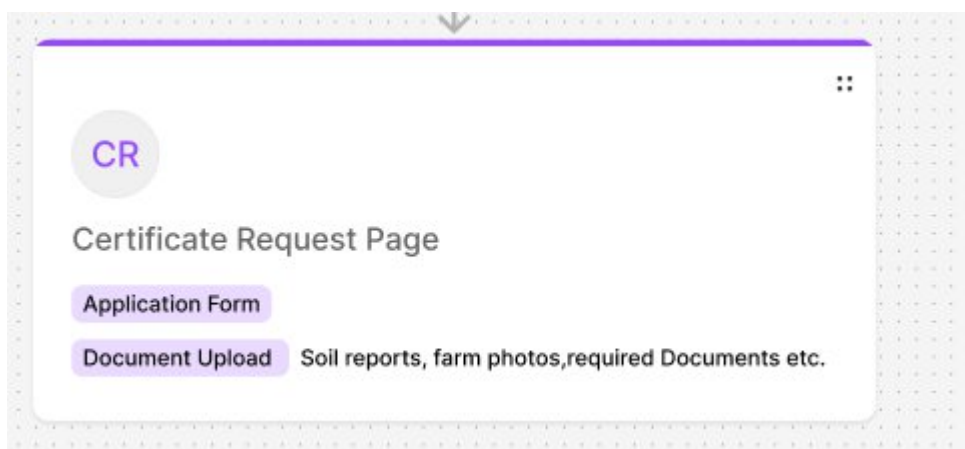 CR
Certificate Request Page
Application Form
Document Upload Soil reports, farm photos,required Documents etc.